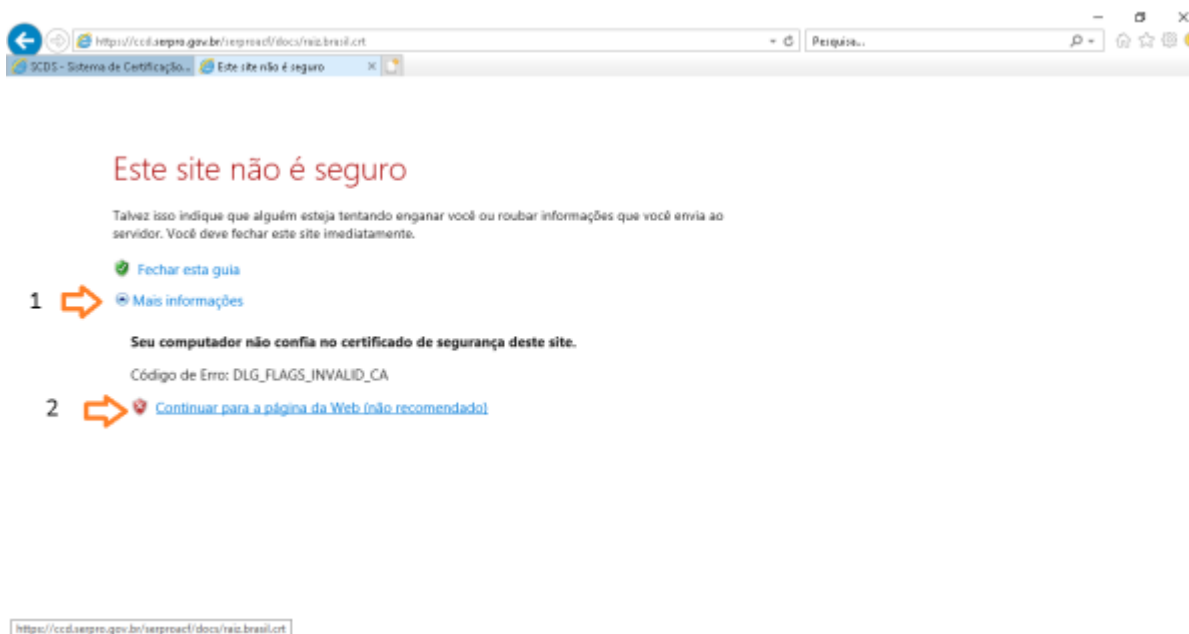 https://ccd.serpro.gov.br/serproacf/docs/raiz.brasil.crt
Pesquisa...
SCDS - Sistema de Certificação...
Este site não é seguro
Este site não é seguro
Talvez isso indique que alguém esteja tentando enganar você ou roubar informações que você envia ao
servidor. Você deve fechar este site imediatamente.
Fechar esta guia
1
Mais informações
Seu computador não confia no certificado de segurança deste site.
Código de Erro: DLG_FLAGS_INVALID_CA
2
Continuar para a página da Web (não recomendado)
https://ccd.serpro.gov.br/serproacf/docs/raiz.brasil.crt